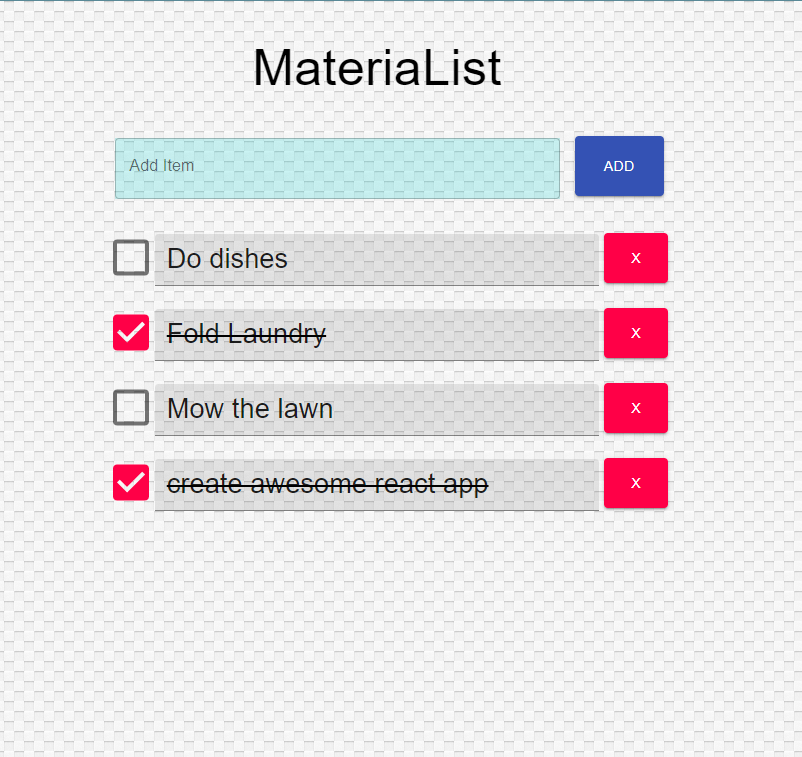 MateriaList
Add Item
ADD
Do dishes
X
Fold Laundry
X
Mow the lawn
X
create awesome react app
X